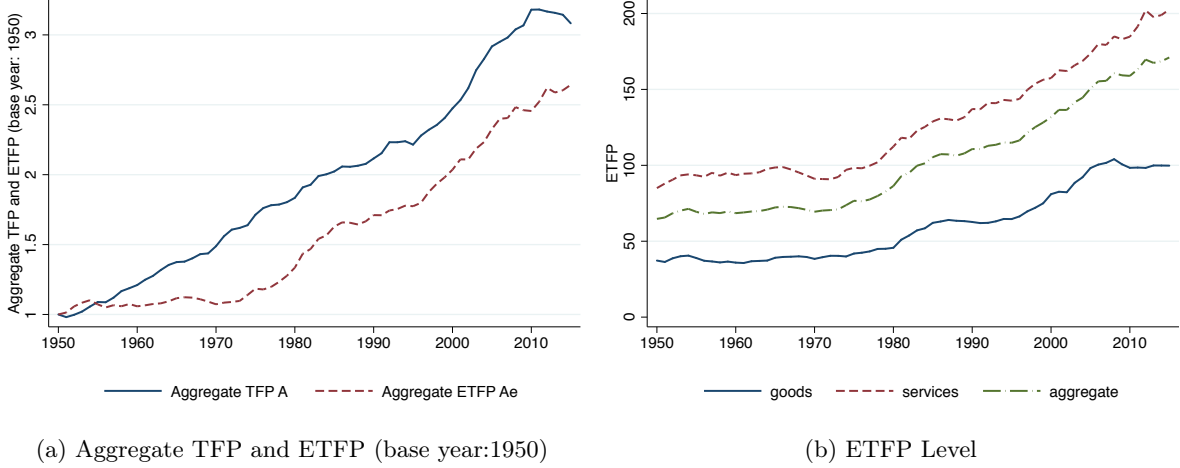 Aggregate TFP and ETFP (base year: 1950)
3
2.5
2
1.5
1
1950 1960 1970 1980 1990 2000 2010
Aggregate TFP A Aggregate ETFP Ae
(a) Aggregate TFP and ETFP (base year:1950)
ETFP
200
150
100
50
0
1950 1960 1970 1980 1990 2000 2010
goods services aggregate
(b) ETFP Level